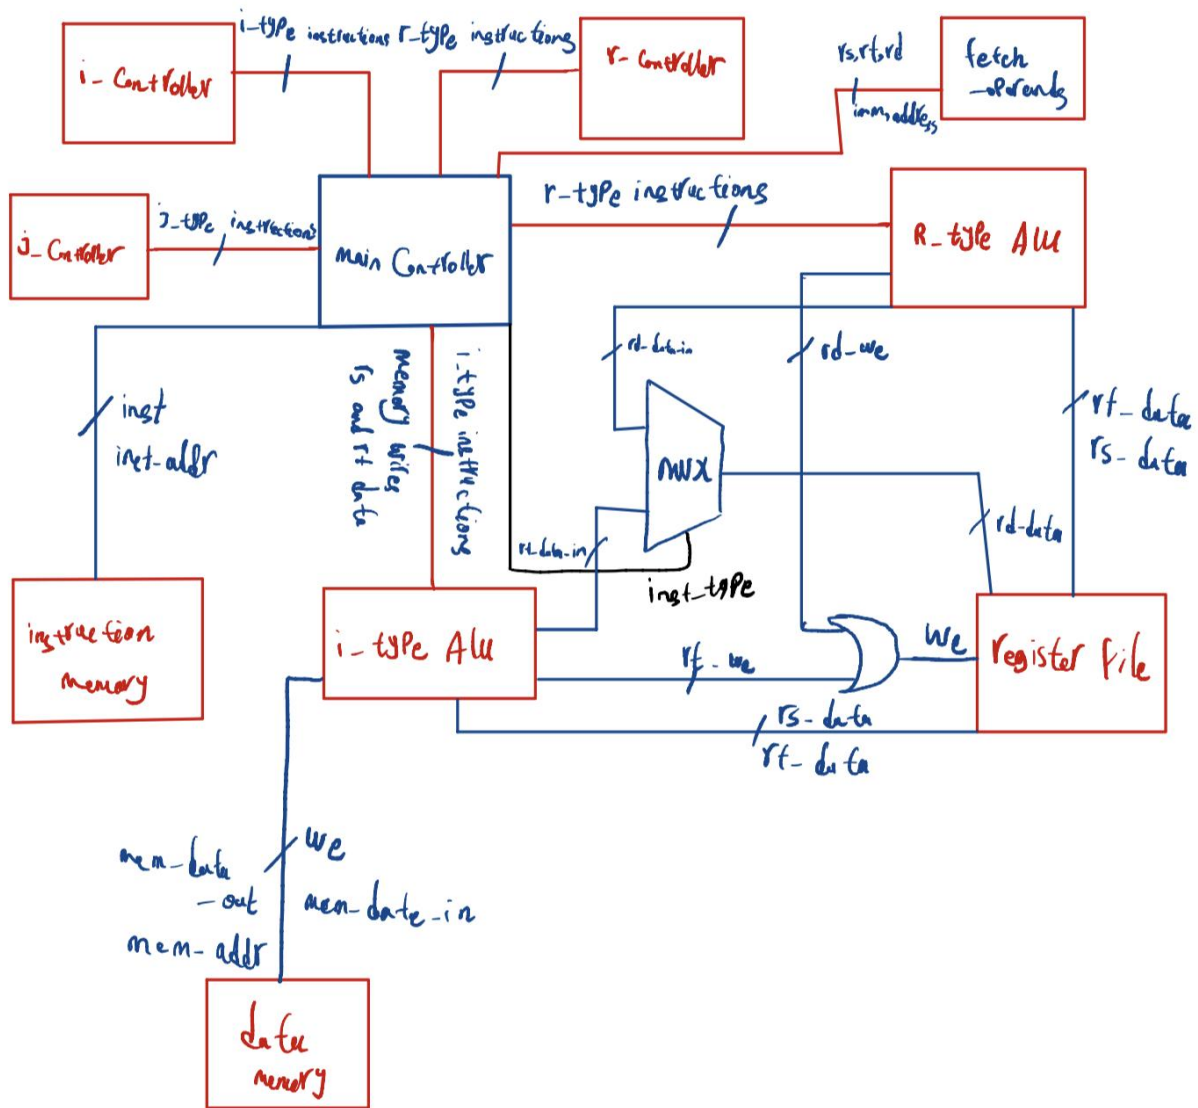 i-type instructions
r-type instructions
i-Controller
r-Controller
rs,rt,rd
imm,address
fetch
-operands
j-Controller
j-type instructions
main Controller
r-type instructions
R-type Alu
inst
inst-addr
i-type instructions
memory wires
rs and rt data
rd-data-in
rd-we
rt-data
rs-data
mux
rt-data-in
inst-type
rd-data
instruction
memory
i-type Alu
rt-we
we
register file
rs-data
rt-data
mem-data
-out
mem-addr
we
mem-date-in
data
memory